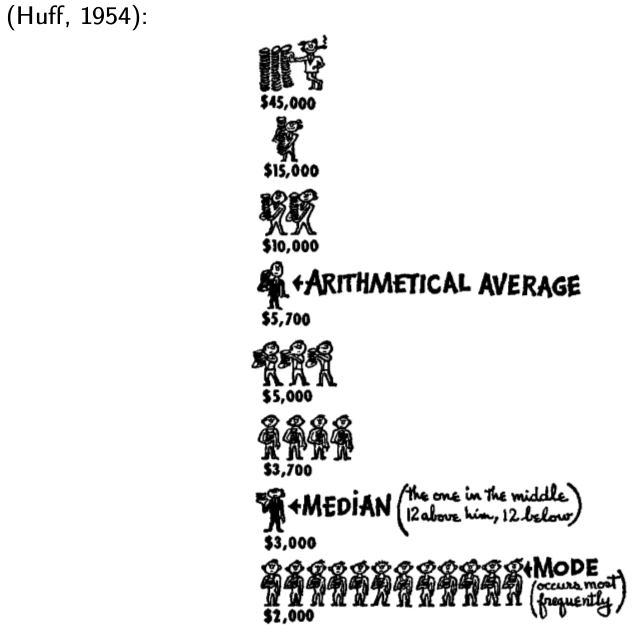 (Huff, 1954):
$45,000
$15,000
$10,000
←ARITHMETICAL AVERAGE
$5,700
$5,000
$3,700
←MEDIAN (the one in the middle
12 above him, 12 below)
$3,000
←MODE
(occurs most
frequently)
$2,000